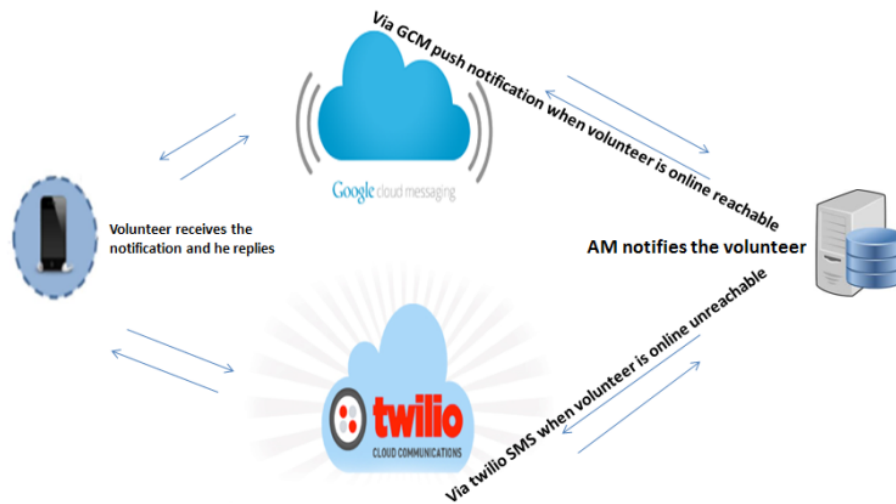 Via GCM push notification when volunteer is online reachable
Google cloud messaging
Volunteer receives the
notification and he replies
AM notifies the volunteer
twilio
CLOUD COMMUNICATIONS
Via twilio SMS when volunteer is online unreachable